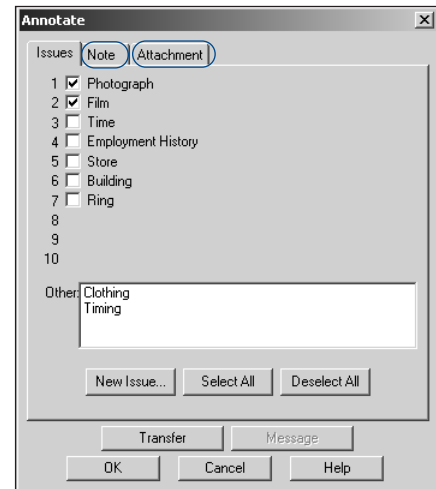 Annotate
Issues Note Attachment
1 Photograph
2 Film
3 Time
4 Employment History
5 Store
6 Building
7 Ring
8
9
10
Other: Clothing
Timing
New Issue... Select All Deselect All
Transfer Message
OK Cancel Help